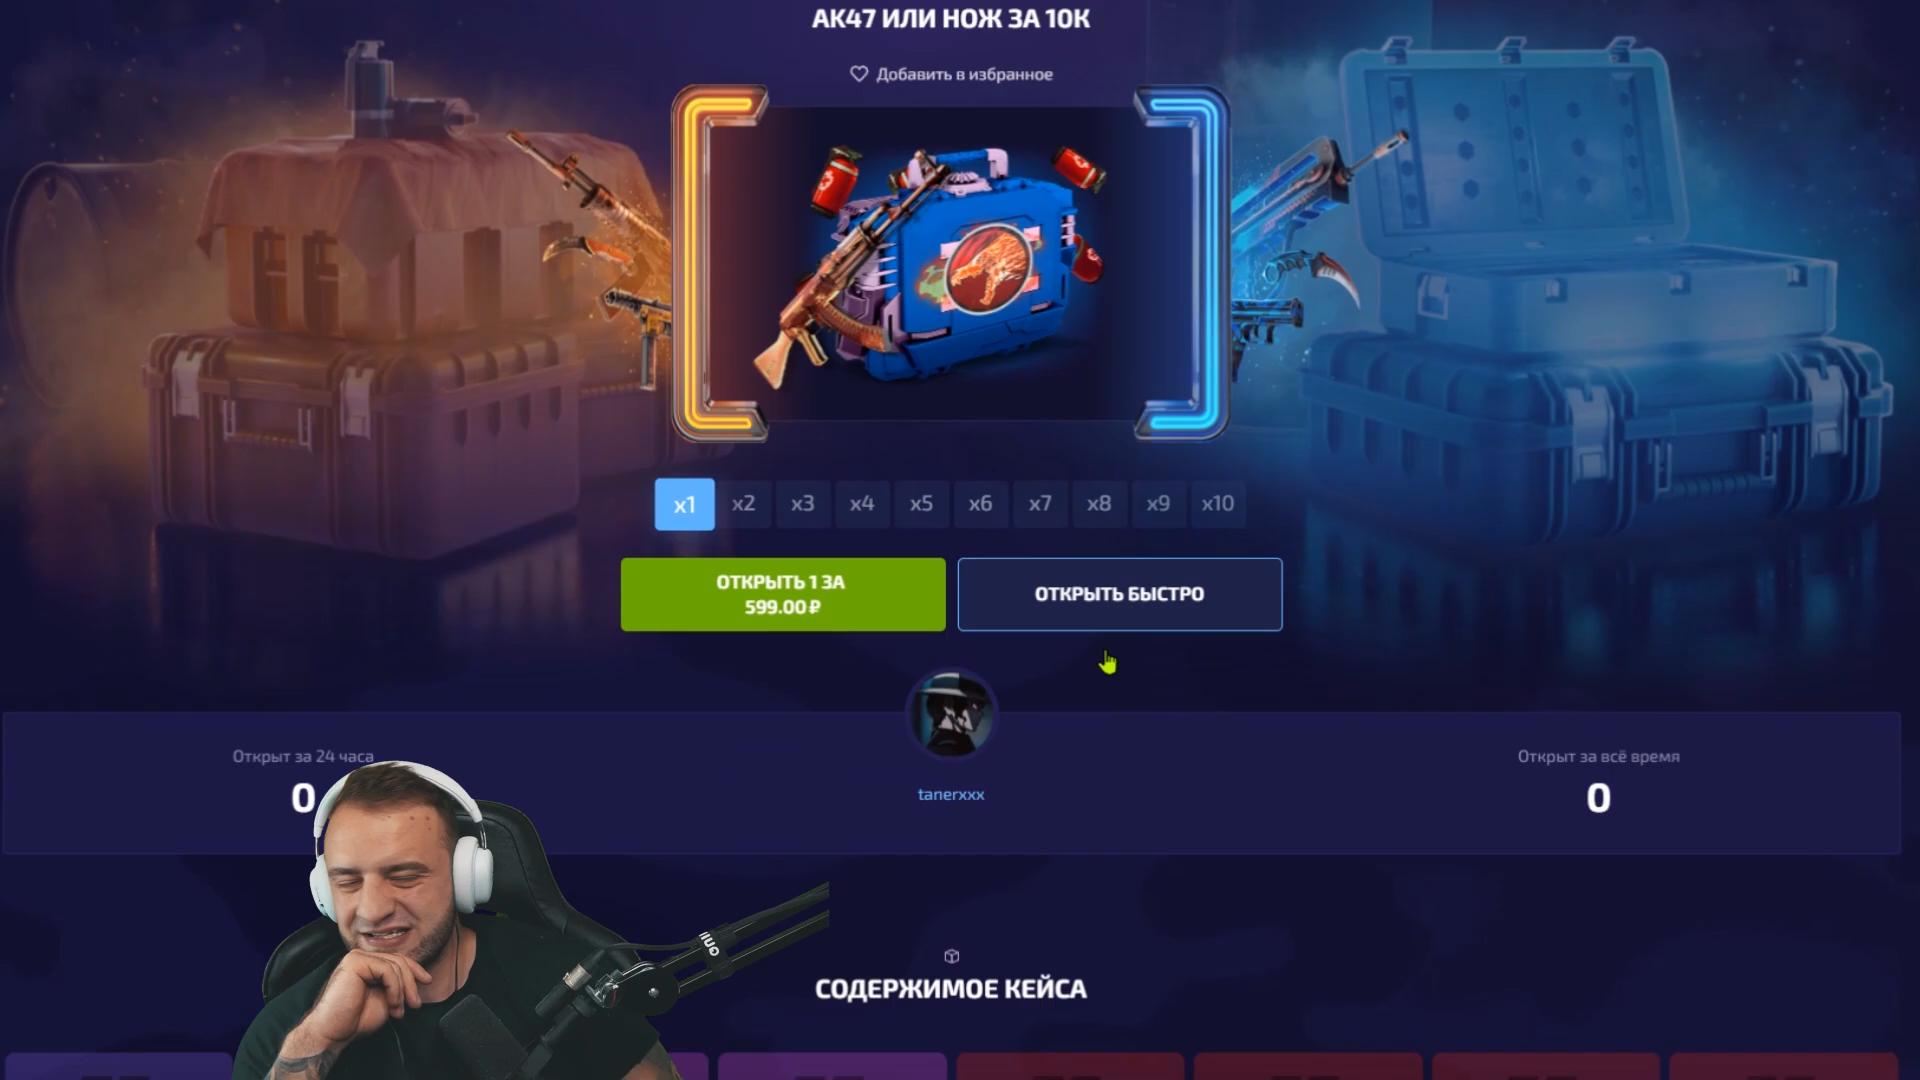 АК47 ИЛИ НОЖ ЗА 10К
Добавить в избранное
x1 x2 x3 x4 x5 x6 x7 x8 x9 x10
ОТКРЫТЬ 1 ЗА
599.00 ₽
ОТКРЫТЬ БЫСТРО
Открыт за 24 часа
0
tanerxxx
Открыт за всё время
0
СОДЕРЖИМОЕ КЕЙСА